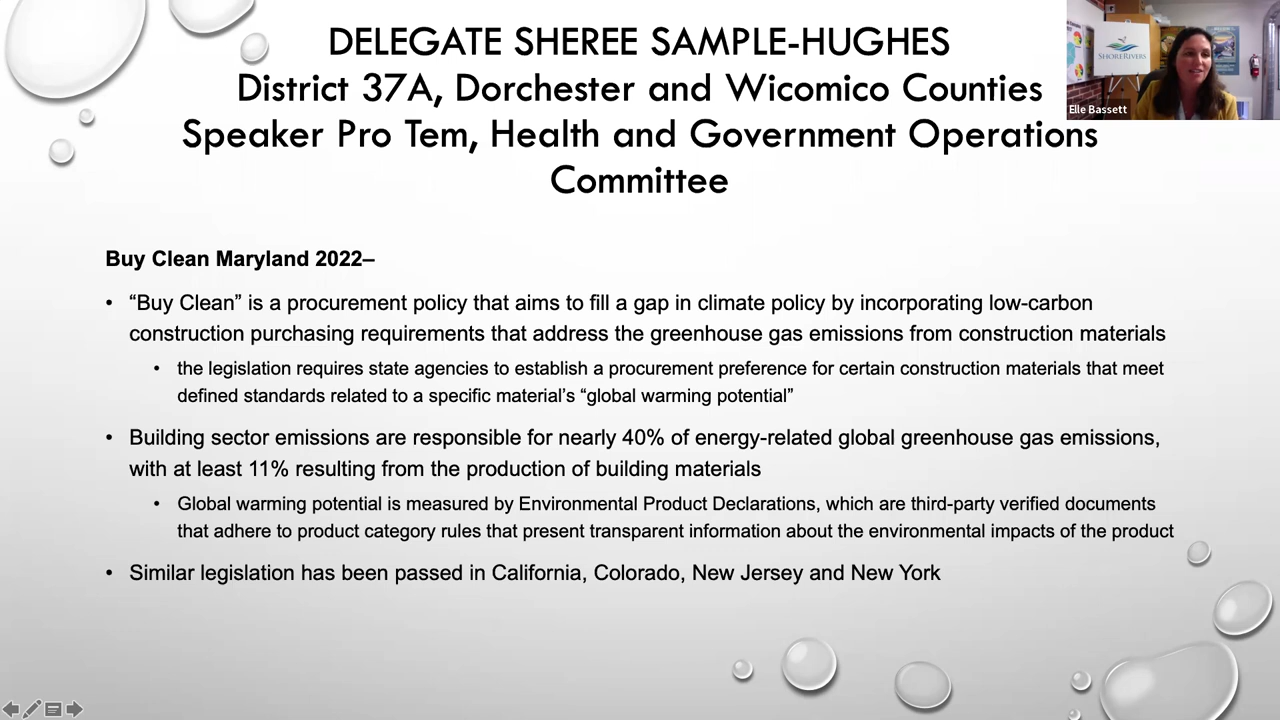 DELEGATE SHEREE SAMPLE-HUGHES
District 37A, Dorchester and Wicomico Counties
Speaker Pro Tem, Health and Government Operations
Committee
SHORERIVERS
Elle Bassett
Buy Clean Maryland 2022–
• “Buy Clean” is a procurement policy that aims to fill a gap in climate policy by incorporating low-carbon
construction purchasing requirements that address the greenhouse gas emissions from construction materials
• the legislation requires state agencies to establish a procurement preference for certain construction materials that meet
defined standards related to a specific material’s “global warming potential”
• Building sector emissions are responsible for nearly 40% of energy-related global greenhouse gas emissions,
with at least 11% resulting from the production of building materials
• Global warming potential is measured by Environmental Product Declarations, which are third-party verified documents
that adhere to product category rules that present transparent information about the environmental impacts of the product
• Similar legislation has been passed in California, Colorado, New Jersey and New York